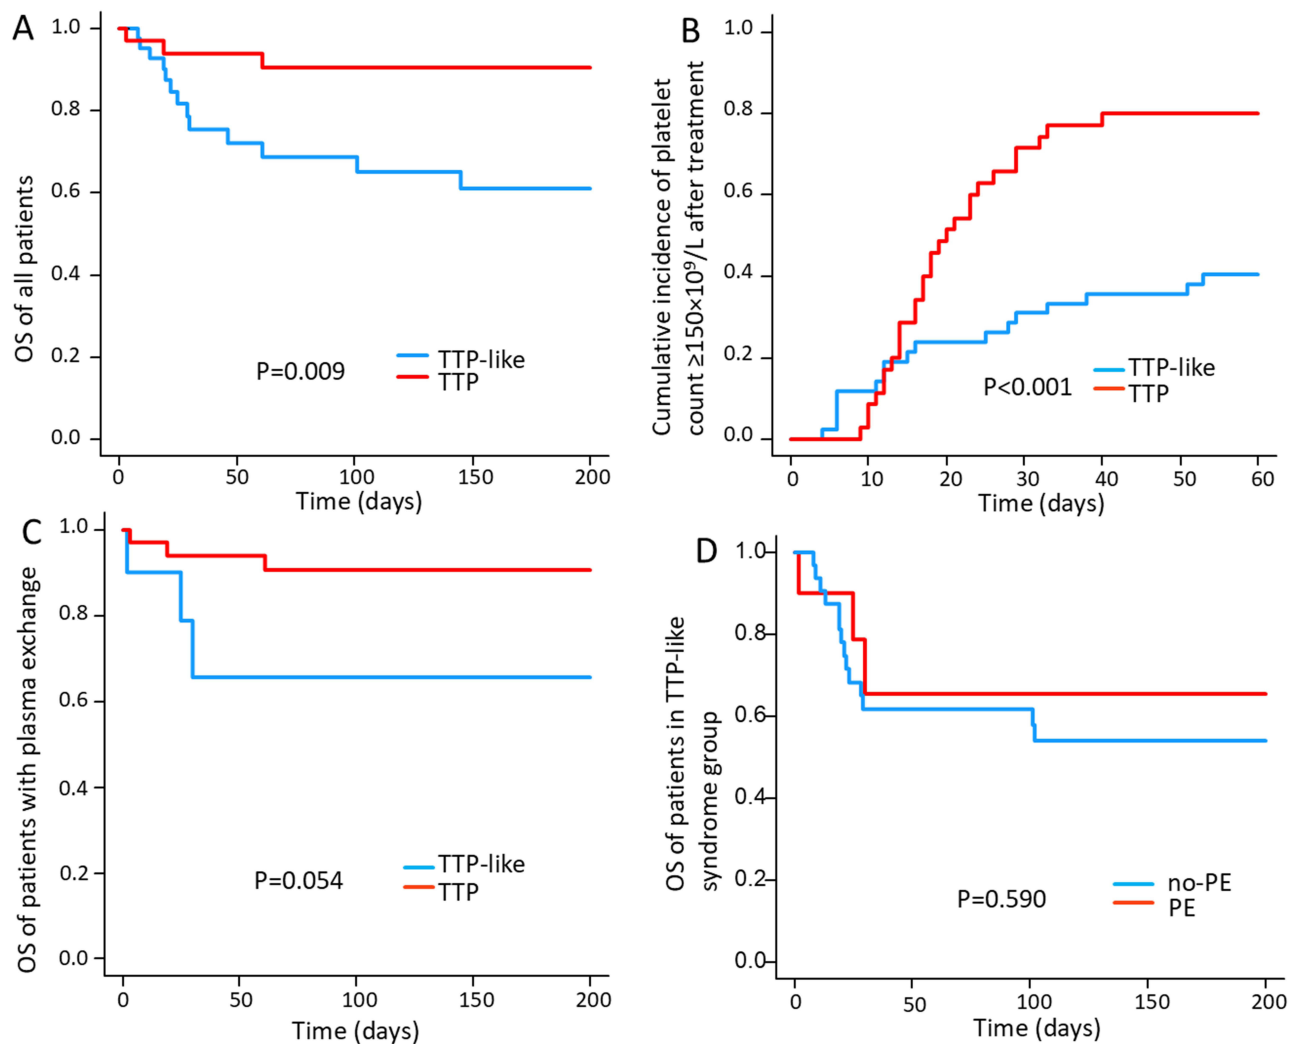 A
OS of all patients
1.0
0.8
0.6
0.4
0.2
0.0
P=0.009
TTP-like
TTP
0 50 100 150 200
Time (days)
B
Cumulative incidence of platelet
count ≥150×10⁹/L after treatment
1.0
0.8
0.6
0.4
0.2
0.0
P<0.001
TTP-like
TTP
0 10 20 30 40 50 60
Time (days)
C
OS of patients with plasma exchange
1.0
0.8
0.6
0.4
0.2
0.0
P=0.054
TTP-like
TTP
0 50 100 150 200
Time (days)
D
OS of patients in TTP-like
syndrome group
1.0
0.8
0.6
0.4
0.2
0.0
P=0.590
no-PE
PE
0 50 100 150 200
Time (days)